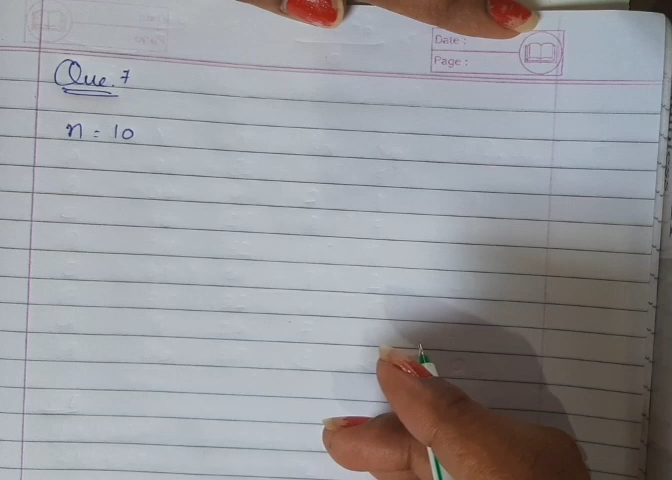 Date :
Page :
Que. 7
n = 10